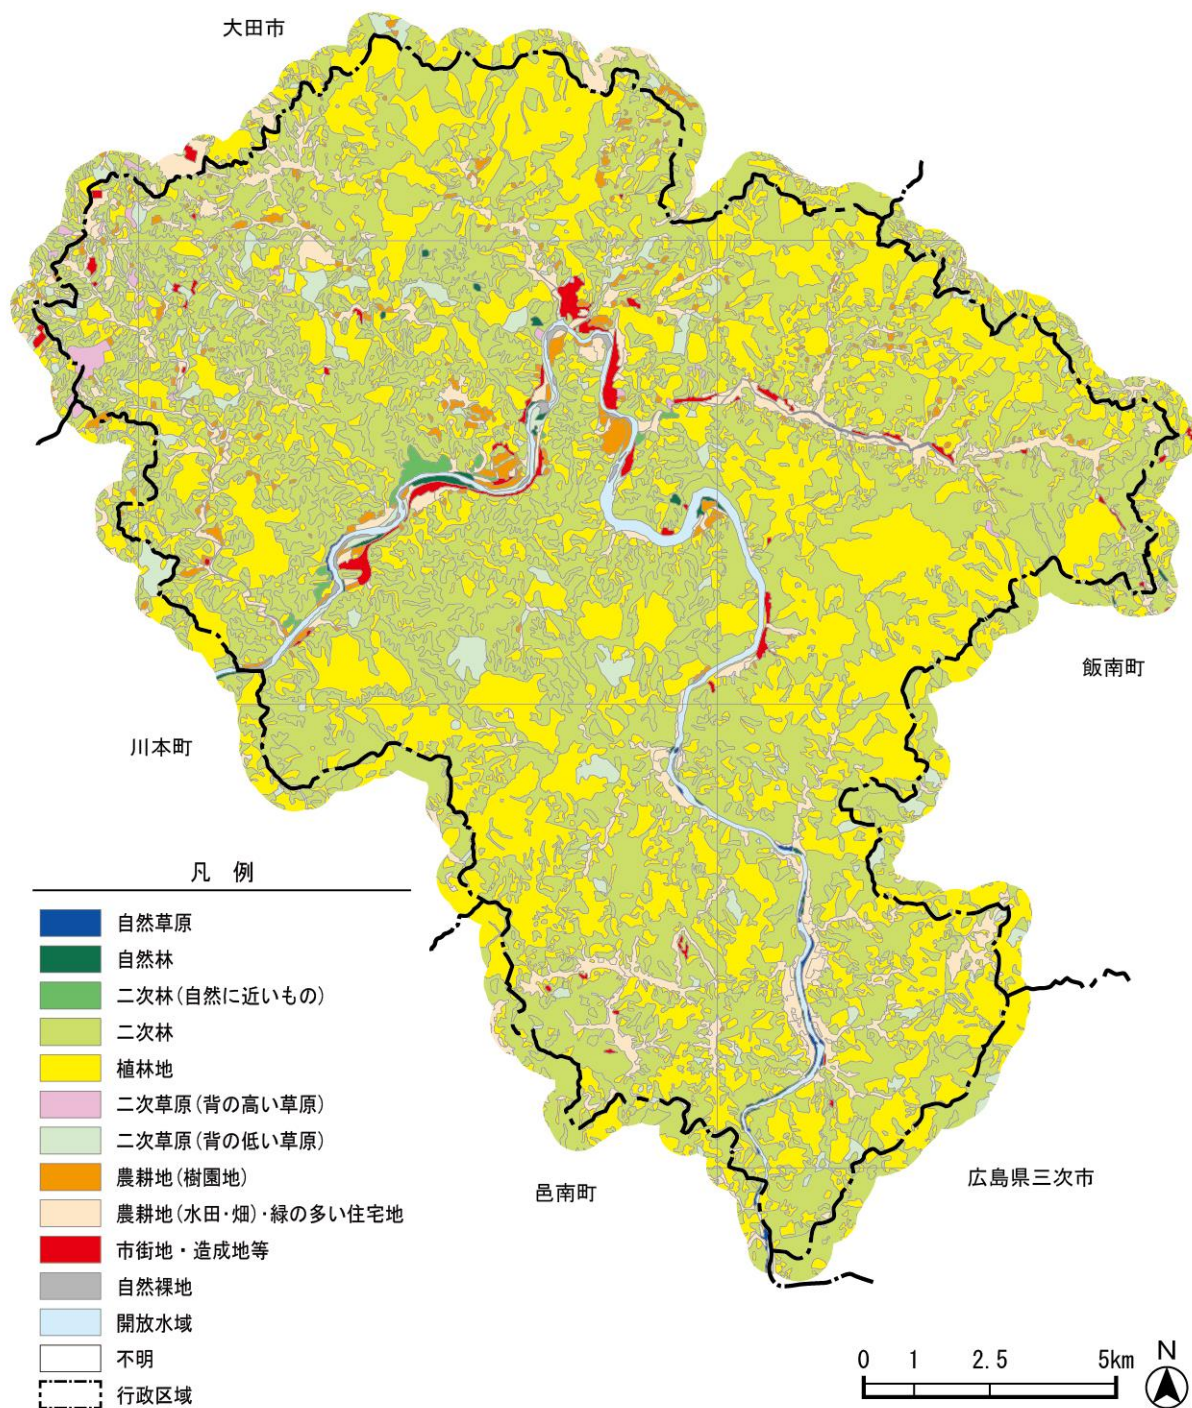 大田市
飯南町
川本町
凡 例
自然草原
自然林
二次林(自然に近いもの)
二次林
植林地
二次草原(背の高い草原)
二次草原(背の低い草原)
農耕地(樹園地)
農耕地(水田・畑)・緑の多い住宅地
市街地・造成地等
自然裸地
開放水域
不明
行政区域
邑南町
広島県三次市
0 1 2.5 5km
N